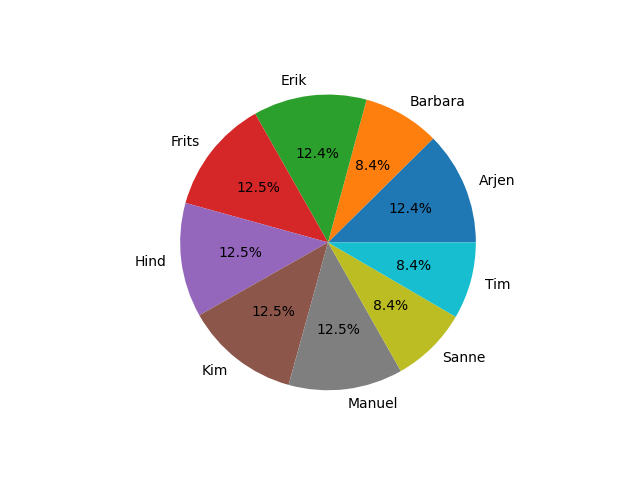 Erik
Barbara
Frits
Arjen
12.4%
8.4%
12.5%
12.4%
Hind
12.5%
8.4%
Tim
12.5%
12.5%
8.4%
Kim
Sanne
Manuel